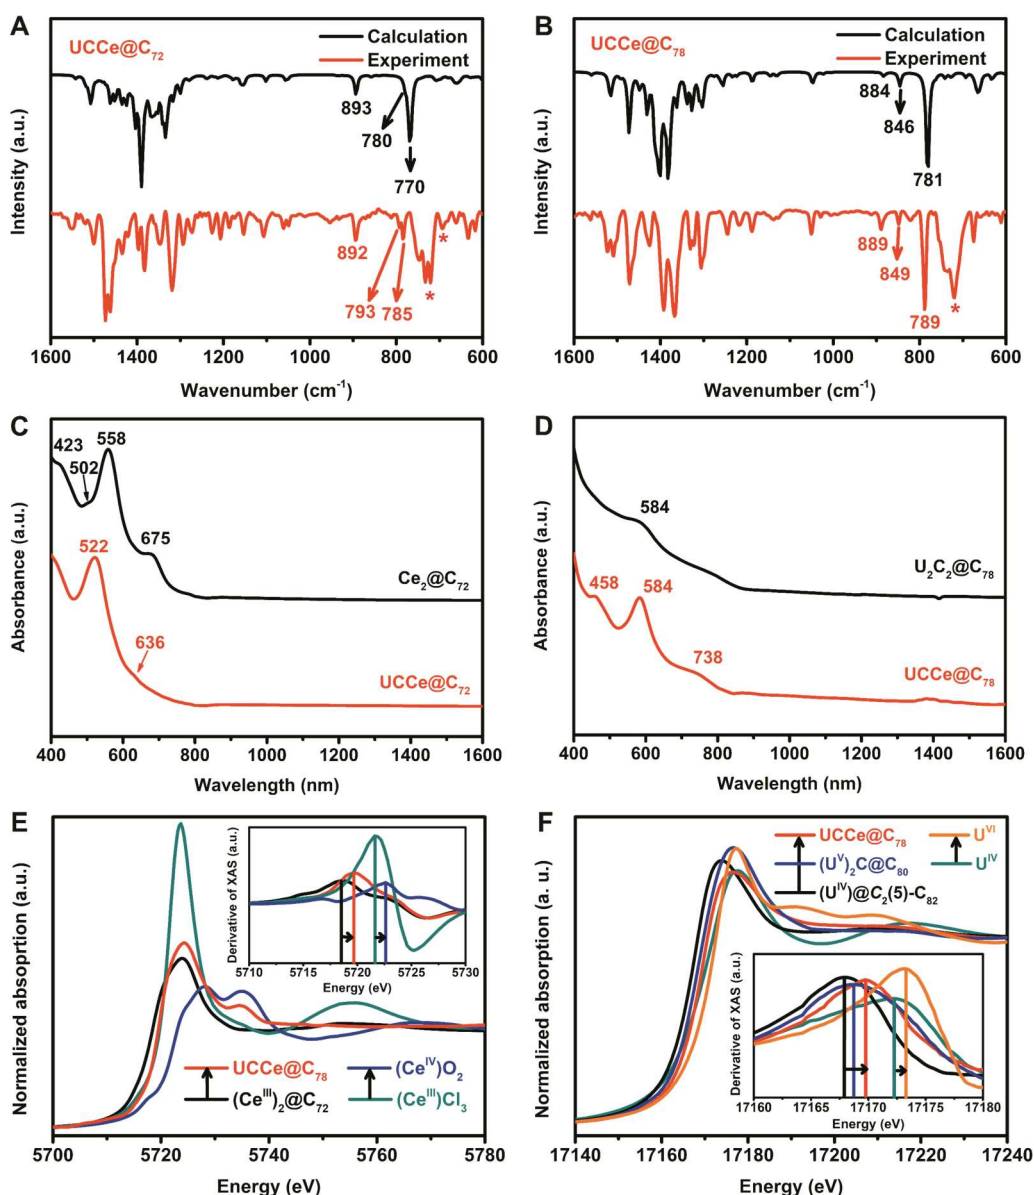 A
UCCe@C72
Calculation
Experiment
893
780
770
892
793
785
*
*
Intensity (a.u.)
1600 1400 1200 1000 800 600
Wavenumber (cm-1)
B
UCCe@C78
Calculation
Experiment
884
846
781
889
849
789
*
Intensity (a.u.)
1600 1400 1200 1000 800 600
Wavenumber (cm-1)
C
423
502
558
675
Ce2@C72
522
636
UCCe@C72
Absorbance (a.u.)
400 600 800 1000 1200 1400 1600
Wavelength (nm)
D
584
U2C2@C78
458
584
738
UCCe@C78
Absorbance (a.u.)
400 600 800 1000 1200 1400 1600
Wavelength (nm)
E
Derivative of XAS (a.u.)
5710 5720 5730
Energy (eV)
UCCe@C78
(CeIII)2@C72
(CeIV)O2
(CeIII)Cl3
Normalized absorption (a.u.)
5700 5720 5740 5760 5780
Energy (eV)
F
UCCe@C78
(UV)2C@C80
(UIV)@C2(5)-C82
UVI
UIV
Derivative of XAS (a.u.)
17160 17165 17170 17175 17180
Energy (eV)
Normalized absorption (a. u.)
17140 17160 17180 17200 17220 17240
Energy (eV)